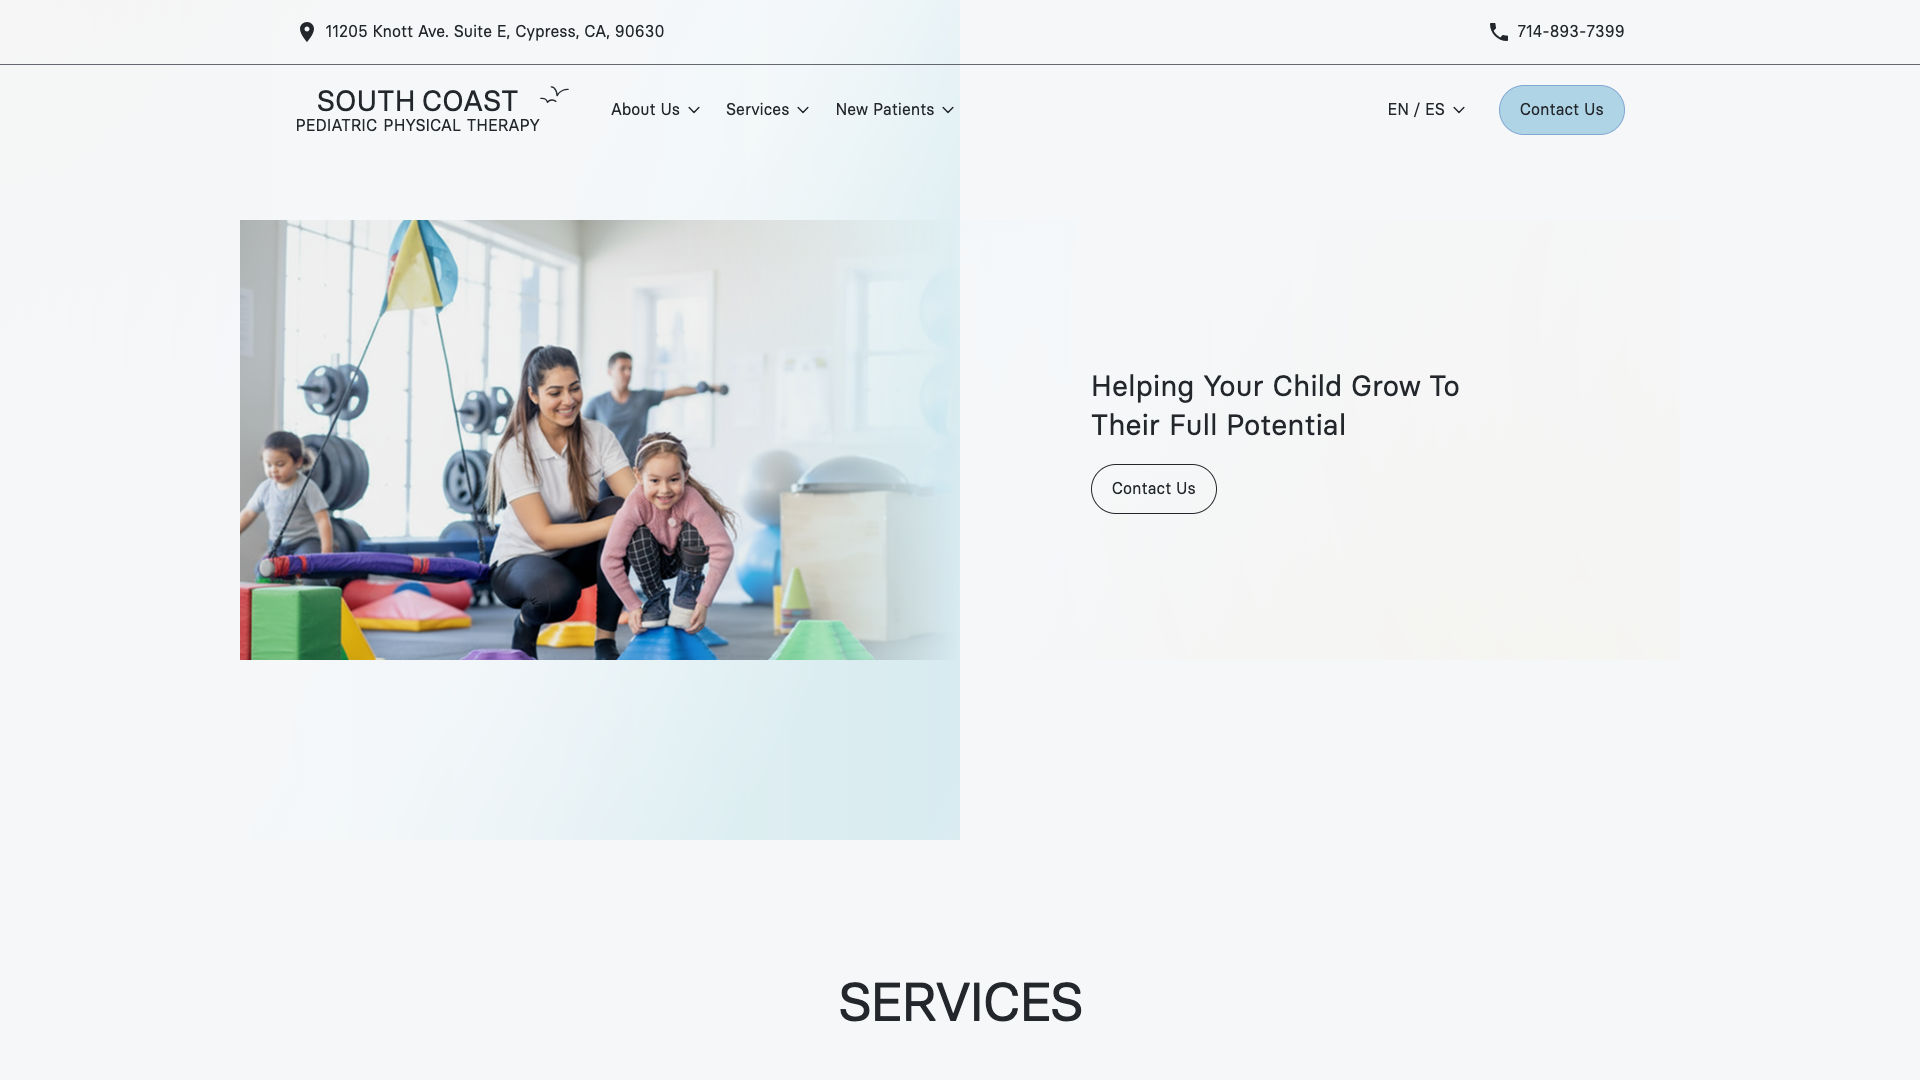 11205 Knott Ave. Suite E, Cypress, CA, 90630
714-893-7399
SOUTH COAST
PEDIATRIC PHYSICAL THERAPY
About Us
Services
New Patients
EN / ES
Contact Us
Helping Your Child Grow To
Their Full Potential
Contact Us
SERVICES